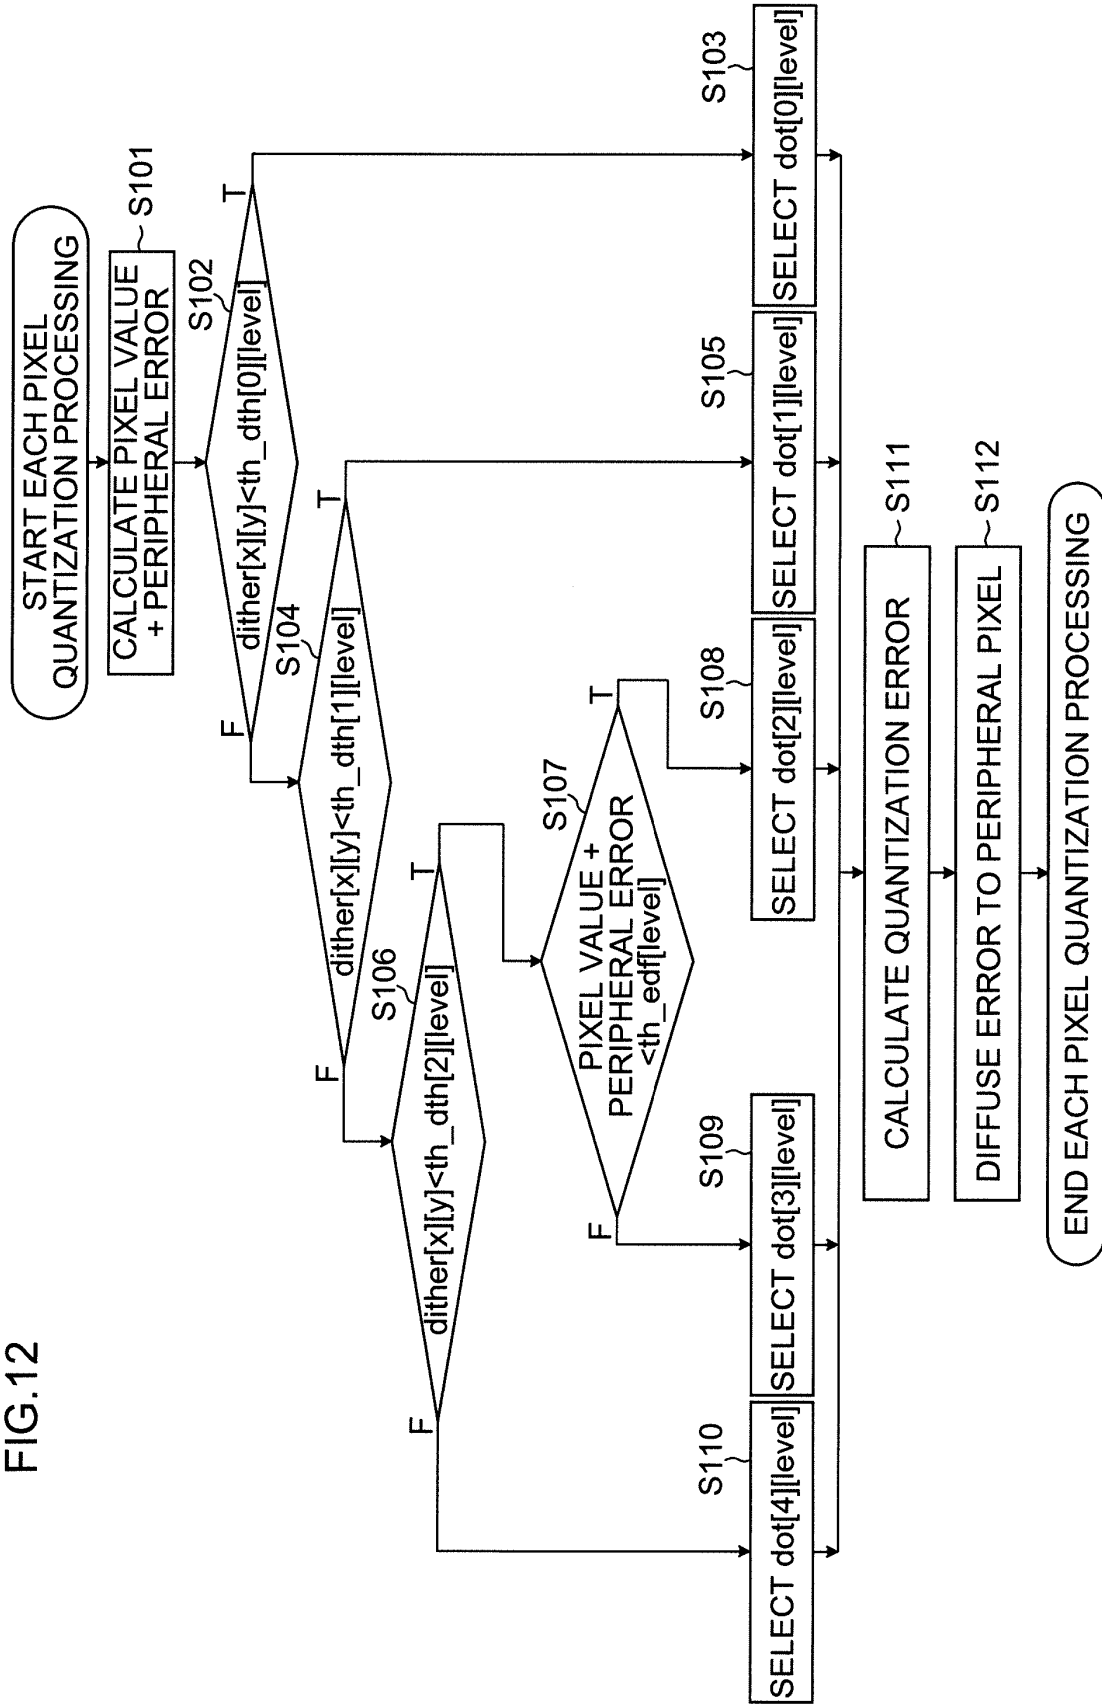 FIG.12
START EACH PIXEL
QUANTIZATION PROCESSING
CALCULATE PIXEL VALUE
+ PERIPHERAL ERROR
S101
S102
dither[x][y]<th_dth[0][level]
F
T
S104
dither[x][y]<th_dth[1][level]
F
T
S106
dither[x][y]<th_dth[2][level]
F
T
S107
PIXEL VALUE +
PERIPHERAL ERROR
<th_edf[level]
F
T
S110
SELECT dot[4][level]
S109
SELECT dot[3][level]
S108
SELECT dot[2][level]
S105
SELECT dot[1][level]
S103
SELECT dot[0][level]
CALCULATE QUANTIZATION ERROR
S111
DIFFUSE ERROR TO PERIPHERAL PIXEL
S112
END EACH PIXEL QUANTIZATION PROCESSING